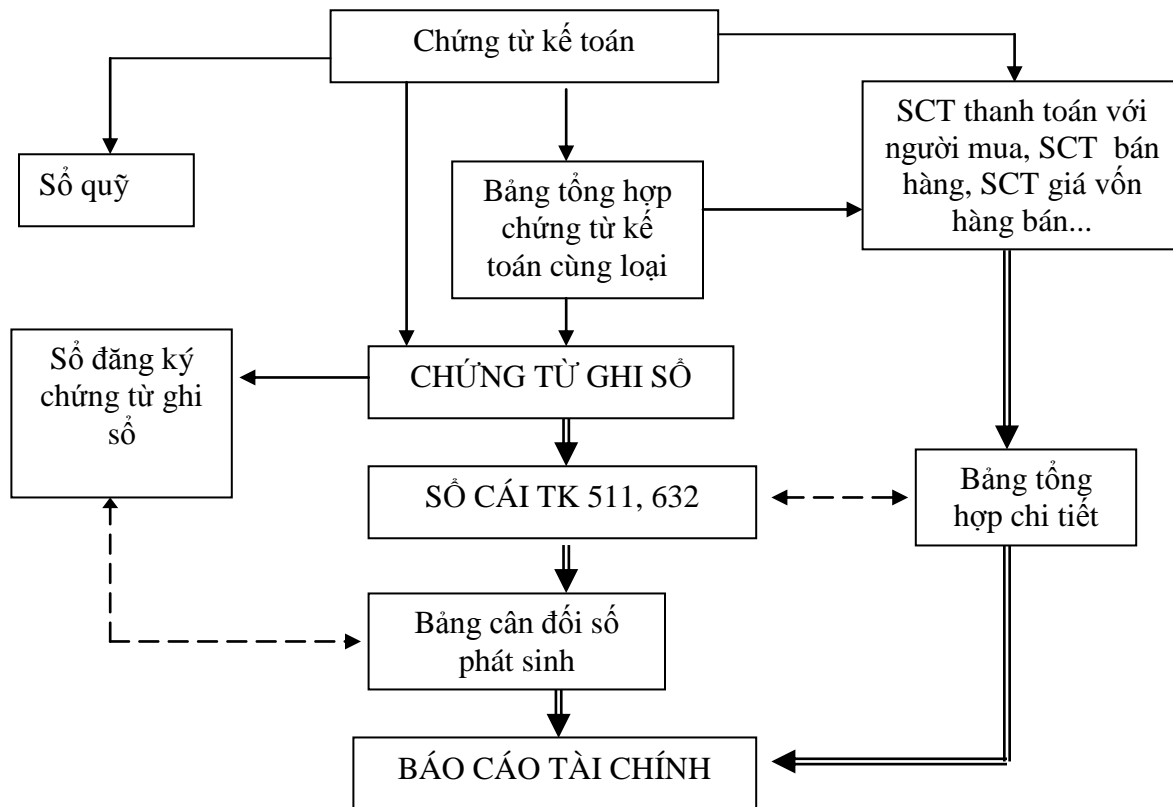 Chứng từ kế toán
SCT thanh toán với
người mua, SCT bán
hàng, SCT giá vốn
hàng bán...
Sổ quỹ
Bảng tổng hợp
chứng từ kế
toán cùng loại
Sổ đăng ký
chứng từ ghi
sổ
CHỨNG TỪ GHI SỔ
SỔ CÁI TK 511, 632
Bảng tổng
hợp chi tiết
Bảng cân đối số
phát sinh
BÁO CÁO TÀI CHÍNH